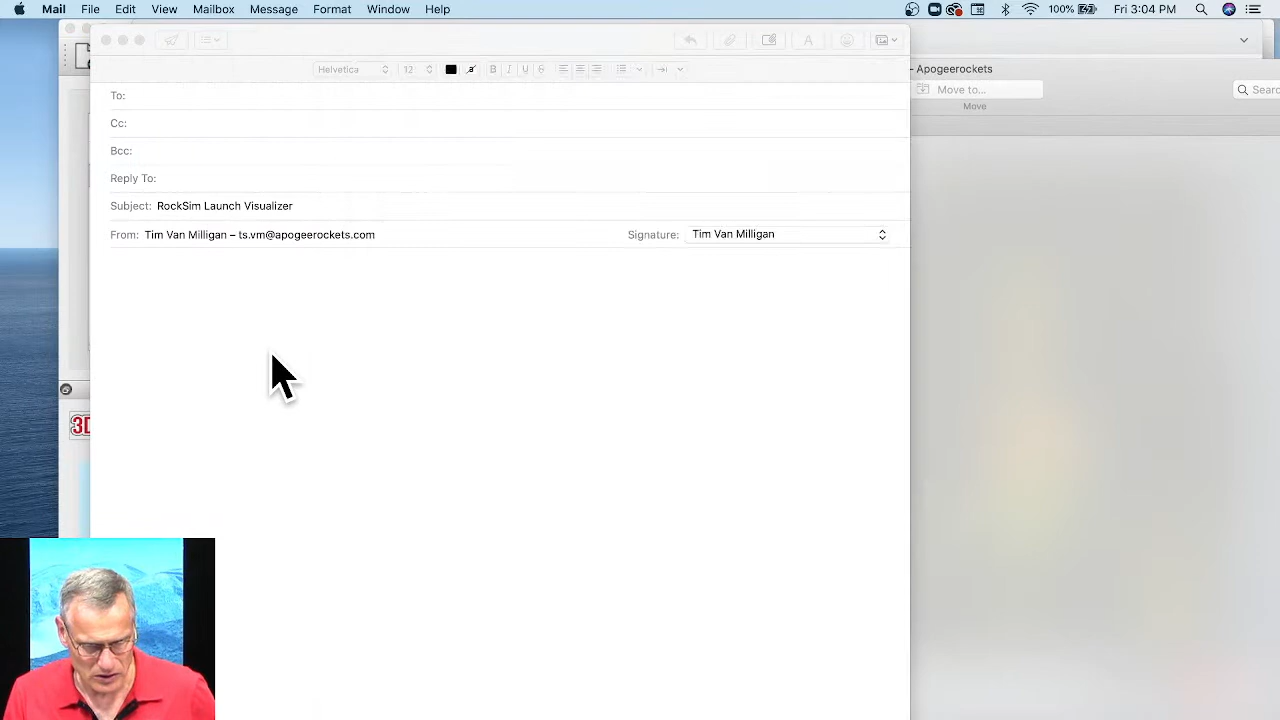 Mail File Edit View Mailbox Message Format Window Help 100% Fri 3:04 PM
Helvetica 12 B I U S
– Apogeerockets
To:
Move to... Searc
Move
Cc:
Bcc:
Reply To:
Subject: RockSim Launch Visualizer
From: Tim Van Milligan – ts.vm@apogeerockets.com Signature: Tim Van Milligan
3D